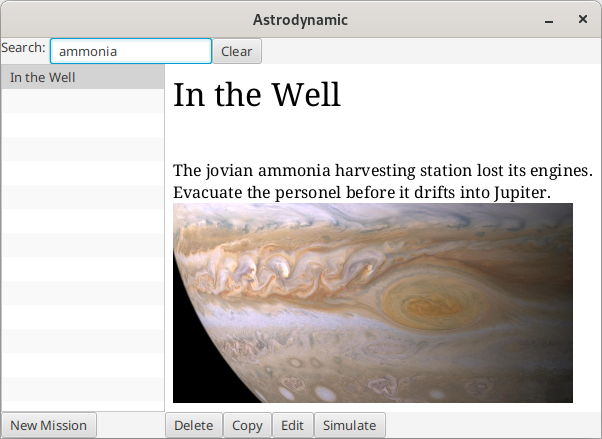 Astrodynamic
Search: ammonia Clear
In the Well
In the Well
The jovian ammonia harvesting station lost its engines.
Evacuate the personel before it drifts into Jupiter.
New Mission Delete Copy Edit Simulate